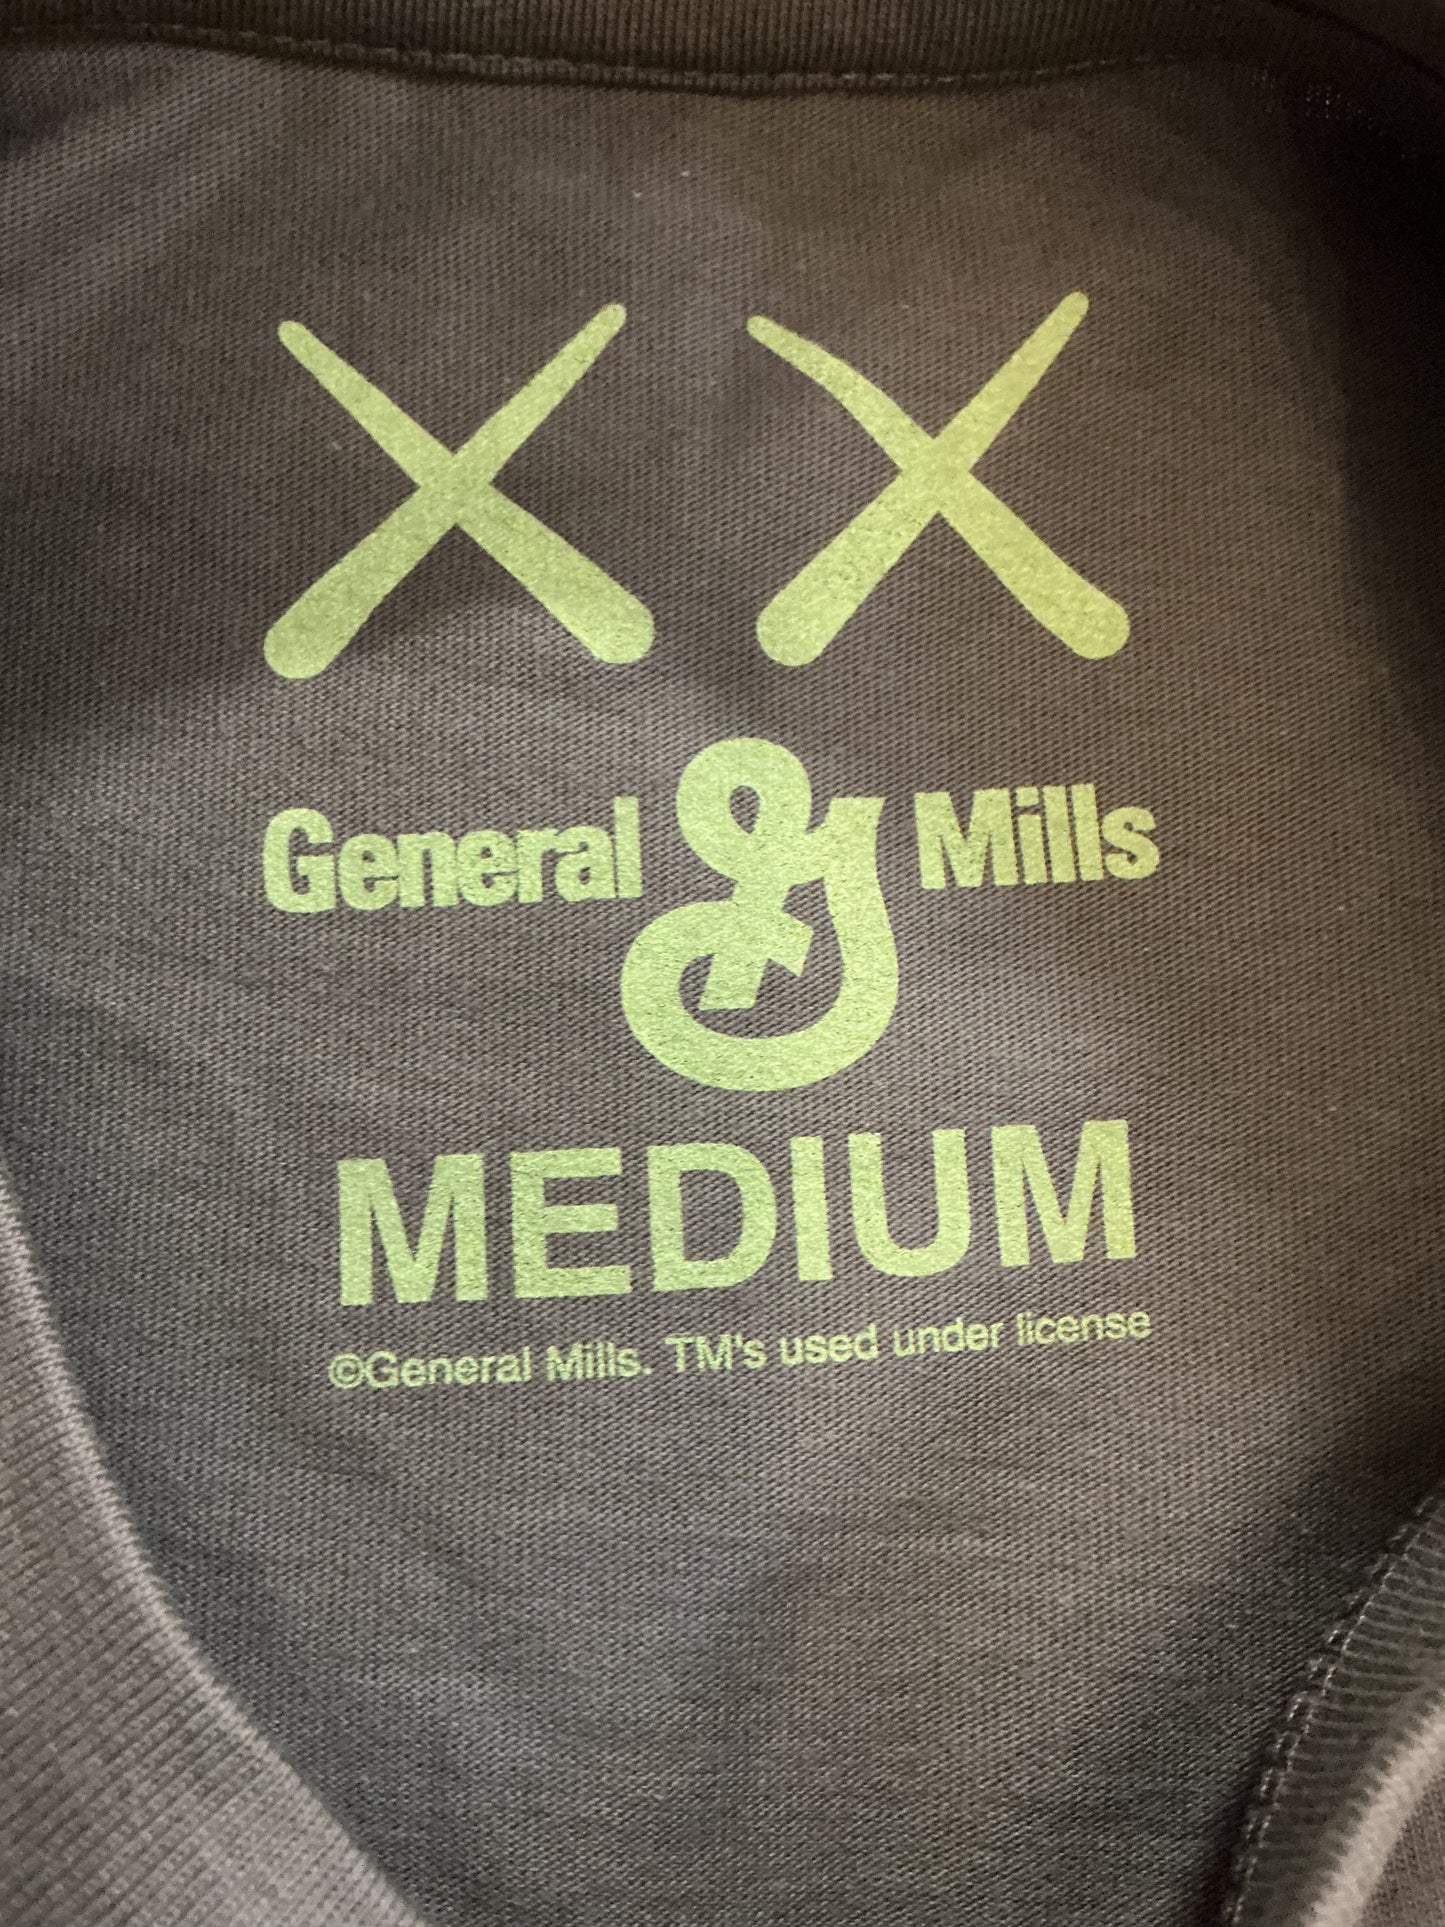 XX
General G Mills
MEDIUM
©General Mills. TM's used under license